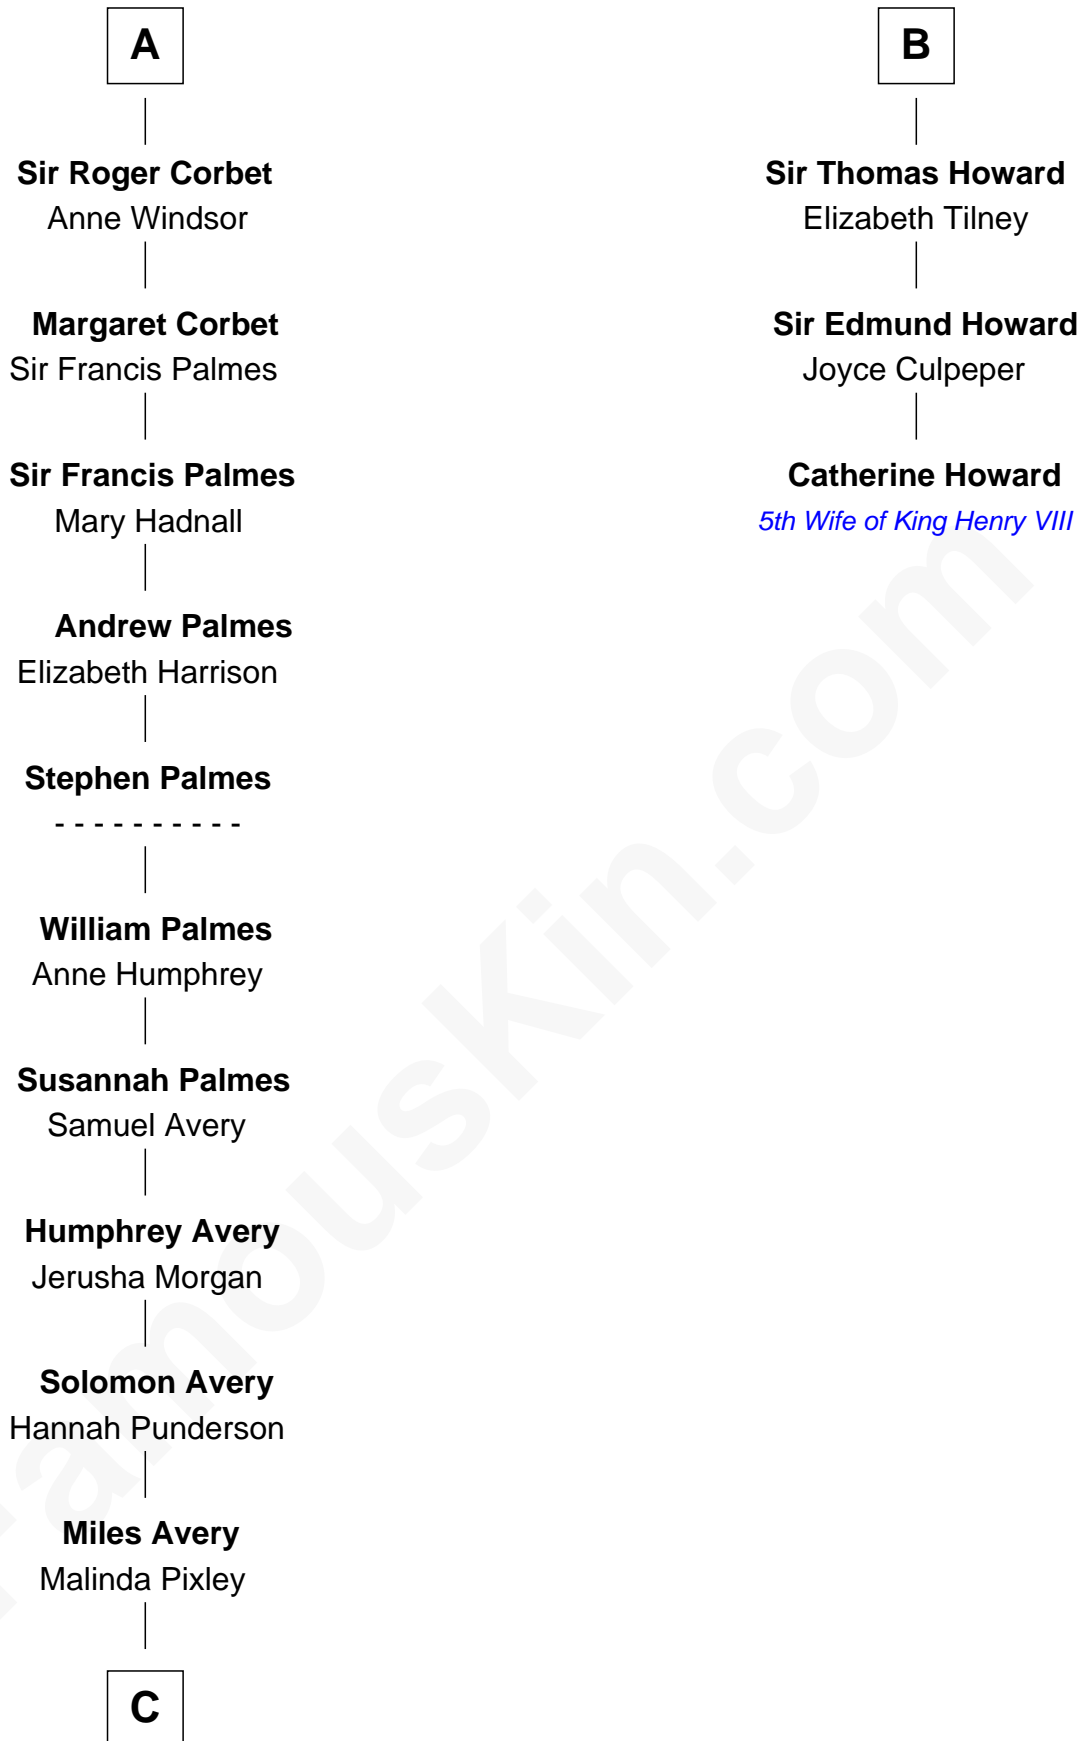 A
Sir Roger Corbet
Anne Windsor
Margaret Corbet
Sir Francis Palmes
Sir Francis Palmes
Mary Hadnall
Andrew Palmes
Elizabeth Harrison
Stephen Palmes
- - - - - - - - - -
William Palmes
Anne Humphrey
Susannah Palmes
Samuel Avery
Humphrey Avery
Jerusha Morgan
Solomon Avery
Hannah Punderson
Miles Avery
Malinda Pixley
C
B
Sir Thomas Howard
Elizabeth Tilney
Sir Edmund Howard
Joyce Culpeper
Catherine Howard
5th Wife of King Henry VIII
FamousKin.com